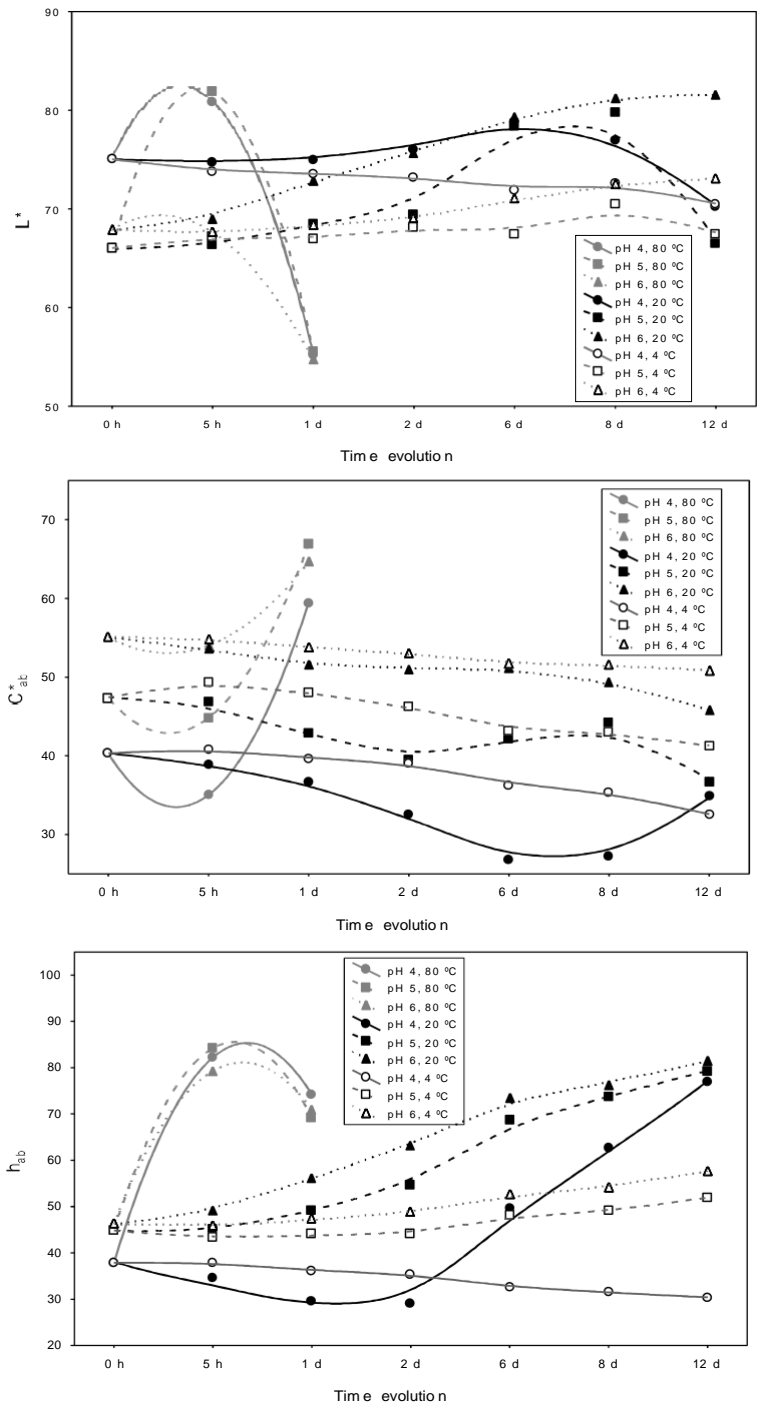 90
80
70
60
50
L*
pH 4, 80 ºC
pH 5, 80 ºC
pH 6, 80 ºC
pH 4, 20 ºC
pH 5, 20 ºC
pH 6, 20 ºC
pH 4, 4 ºC
pH 5, 4 ºC
pH 6, 4 ºC
0 h 5 h 1 d 2 d 6 d 8 d 12 d
Time evolution
70
60
50
40
30
C*ab
pH 4, 80 ºC
pH 5, 80 ºC
pH 6, 80 ºC
pH 4, 20 ºC
pH 5, 20 ºC
pH 6, 20 ºC
pH 4, 4 ºC
pH 5, 4 ºC
pH 6, 4 ºC
0 h 5 h 1 d 2 d 6 d 8 d 12 d
Time evolution
100
90
80
70
60
50
40
30
20
hab
pH 4, 80 ºC
pH 5, 80 ºC
pH 6, 80 ºC
pH 4, 20 ºC
pH 5, 20 ºC
pH 6, 20 ºC
pH 4, 4 ºC
pH 5, 4 ºC
pH 6, 4 ºC
0 h 5 h 1 d 2 d 6 d 8 d 12 d
Time evolution